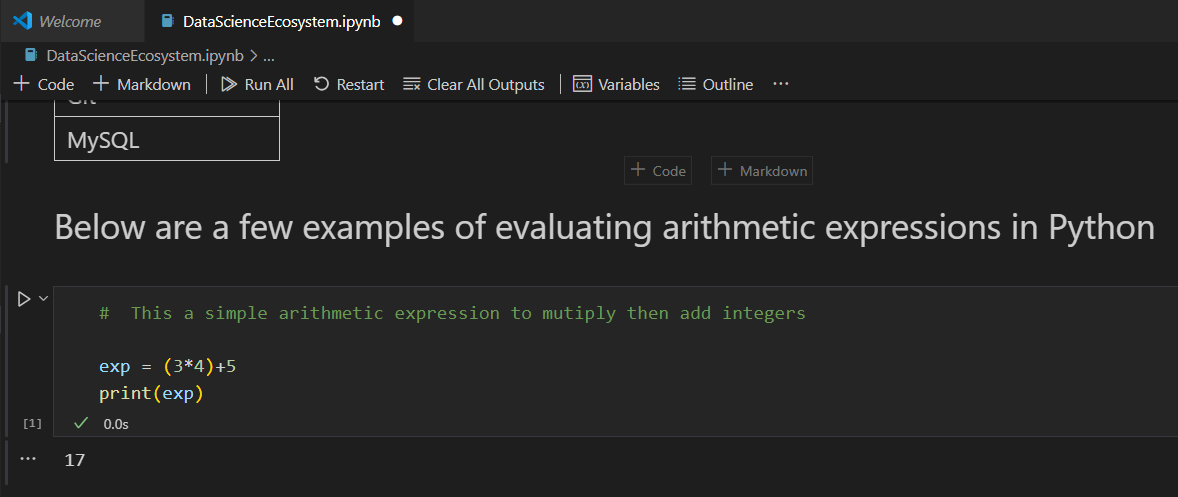 Welcome
DataScienceEcosystem.ipynb
DataScienceEcosystem.ipynb > ...
+ Code + Markdown Run All Restart Clear All Outputs Variables Outline ...
Git
MySQL
+ Code + Markdown
Below are a few examples of evaluating arithmetic expressions in Python
#  This a simple arithmetic expression to mutiply then add integers
exp = (3*4)+5
print(exp)
[1] ✓ 0.0s
... 17